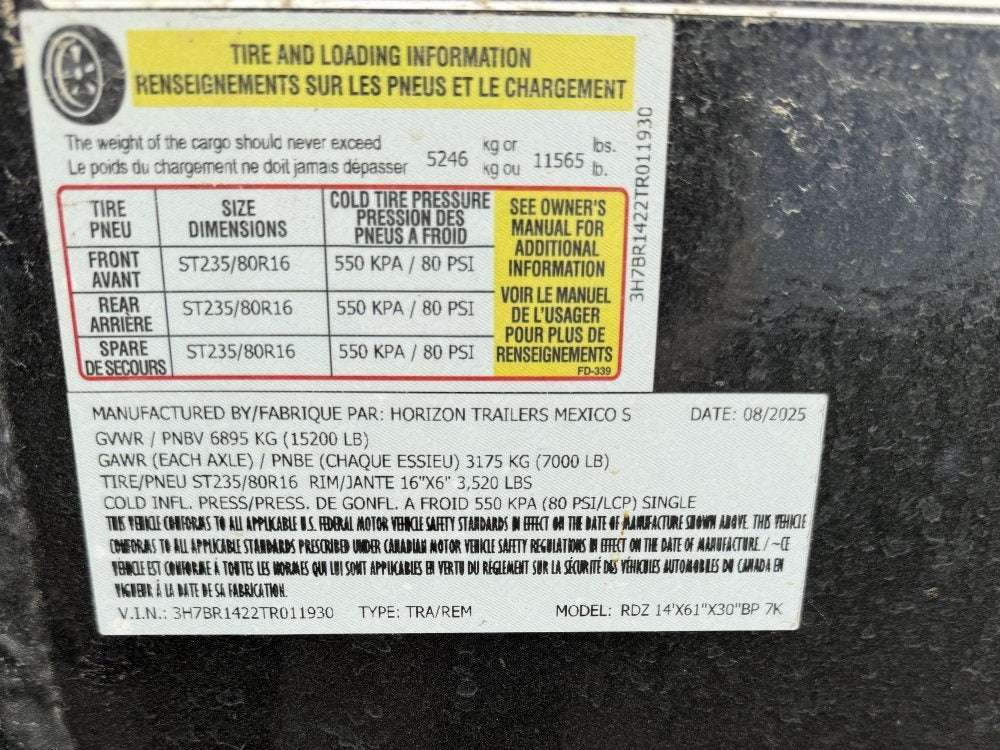 TIRE AND LOADING INFORMATION
RENSEIGNEMENTS SUR LES PNEUS ET LE CHARGEMENT
The weight of the cargo should never exceed
Le poids du chargement ne doit jamais dépasser
5246 kg or kg ou 11565 lbs. lb.
3H7BR1422TR011930
TIRE PNEU
SIZE DIMENSIONS
COLD TIRE PRESSURE PRESSION DES PNEUS A FROID
FRONT AVANT ST235/80R16 550 KPA / 80 PSI
REAR ARRIÈRE ST235/80R16 550 KPA / 80 PSI
SPARE DE SECOURS ST235/80R16 550 KPA / 80 PSI
SEE OWNER'S
MANUAL FOR
ADDITIONAL
INFORMATION
VOIR LE MANUEL
DE L'USAGER
POUR PLUS DE
RENSEIGNEMENTS
FD-339
MANUFACTURED BY/FABRIQUE PAR: HORIZON TRAILERS MEXICO S DATE: 08/2025
GVWR / PNBV 6895 KG (15200 LB)
GAWR (EACH AXLE) / PNBE (CHAQUE ESSIEU) 3175 KG (7000 LB)
TIRE/PNEU ST235/80R16 RIM/JANTE 16"X6" 3,520 LBS
COLD INFL. PRESS/PRESS. DE GONFL. A FROID 550 KPA (80 PSI/LCP) SINGLE
THIS VEHICLE CONFORMS TO ALL APPLICABLE U.S. FEDERAL MOTOR VEHICLE SAFETY STANDARDS IN EFFECT ON THE DATE OF MANUFACTURE SHOWN ABOVE. THIS VEHICLE
CONFORMS TO ALL APPLICABLE STANDARDS PRESCRIBED UNDER CANADIAN MOTOR VEHICLE SAFETY REGULATIONS IN EFFECT ON THE DATE OF MANUFACTURE. / ~CE
VEHICLE EST CONFORME À TOUTES LES NORMES QUI LUI SONT APPLICABLES EN VERTU DU RÈGLEMENT SUR LA SÉCURITÉ DES VÉHICULES AUTOMOBILES DU CANADA EN
VIGUEUR À LA DATE DE SA FABRICATION.
V.I.N.: 3H7BR1422TR011930 TYPE: TRA/REM MODEL: RDZ 14'X61"X30"BP 7K